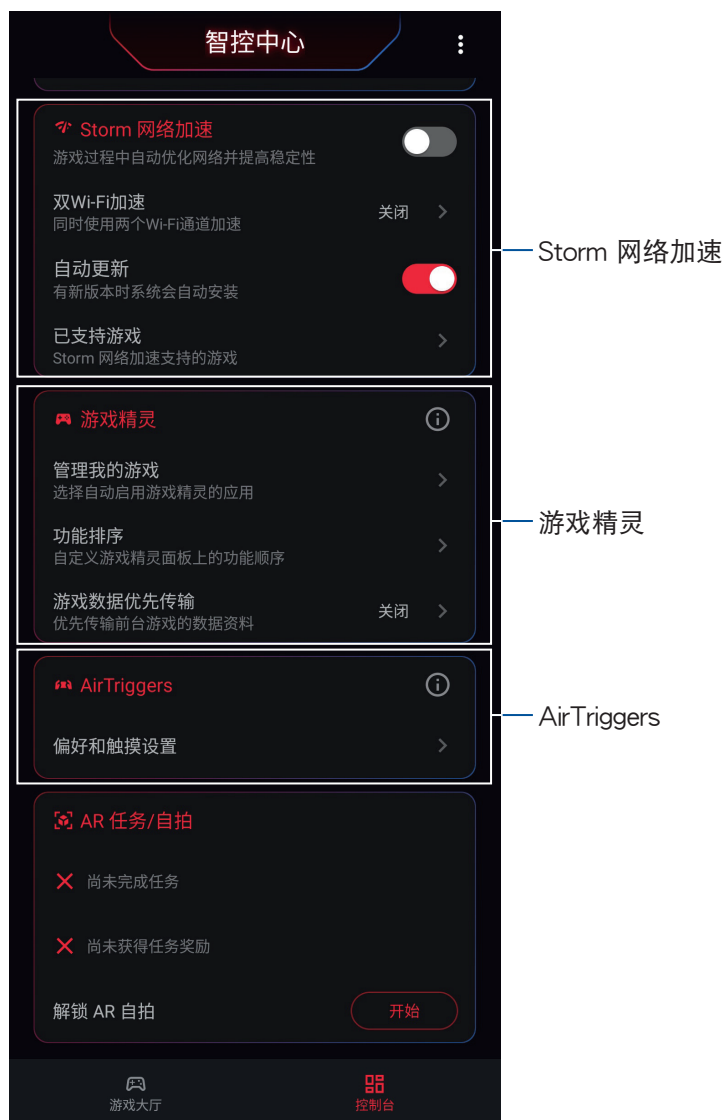 智控中心
Storm 网络加速
游戏过程中自动优化网络并提高稳定性
双Wi-Fi加速
关闭
同时使用两个Wi-Fi通道加速
自动更新
有新版本时系统会自动安装
已支持游戏
Storm 网络加速支持的游戏
Storm 网络加速
游戏精灵
管理我的游戏
选择自动启用游戏精灵的应用
功能排序
自定义游戏精灵面板上的功能顺序
游戏数据优先传输
关闭
优先传输前台游戏的数据资料
游戏精灵
AirTriggers
偏好和触摸设置
AirTriggers
AR 任务/自拍
尚未完成任务
尚未获得任务奖励
解锁 AR 自拍
开始
游戏大厅
控制台